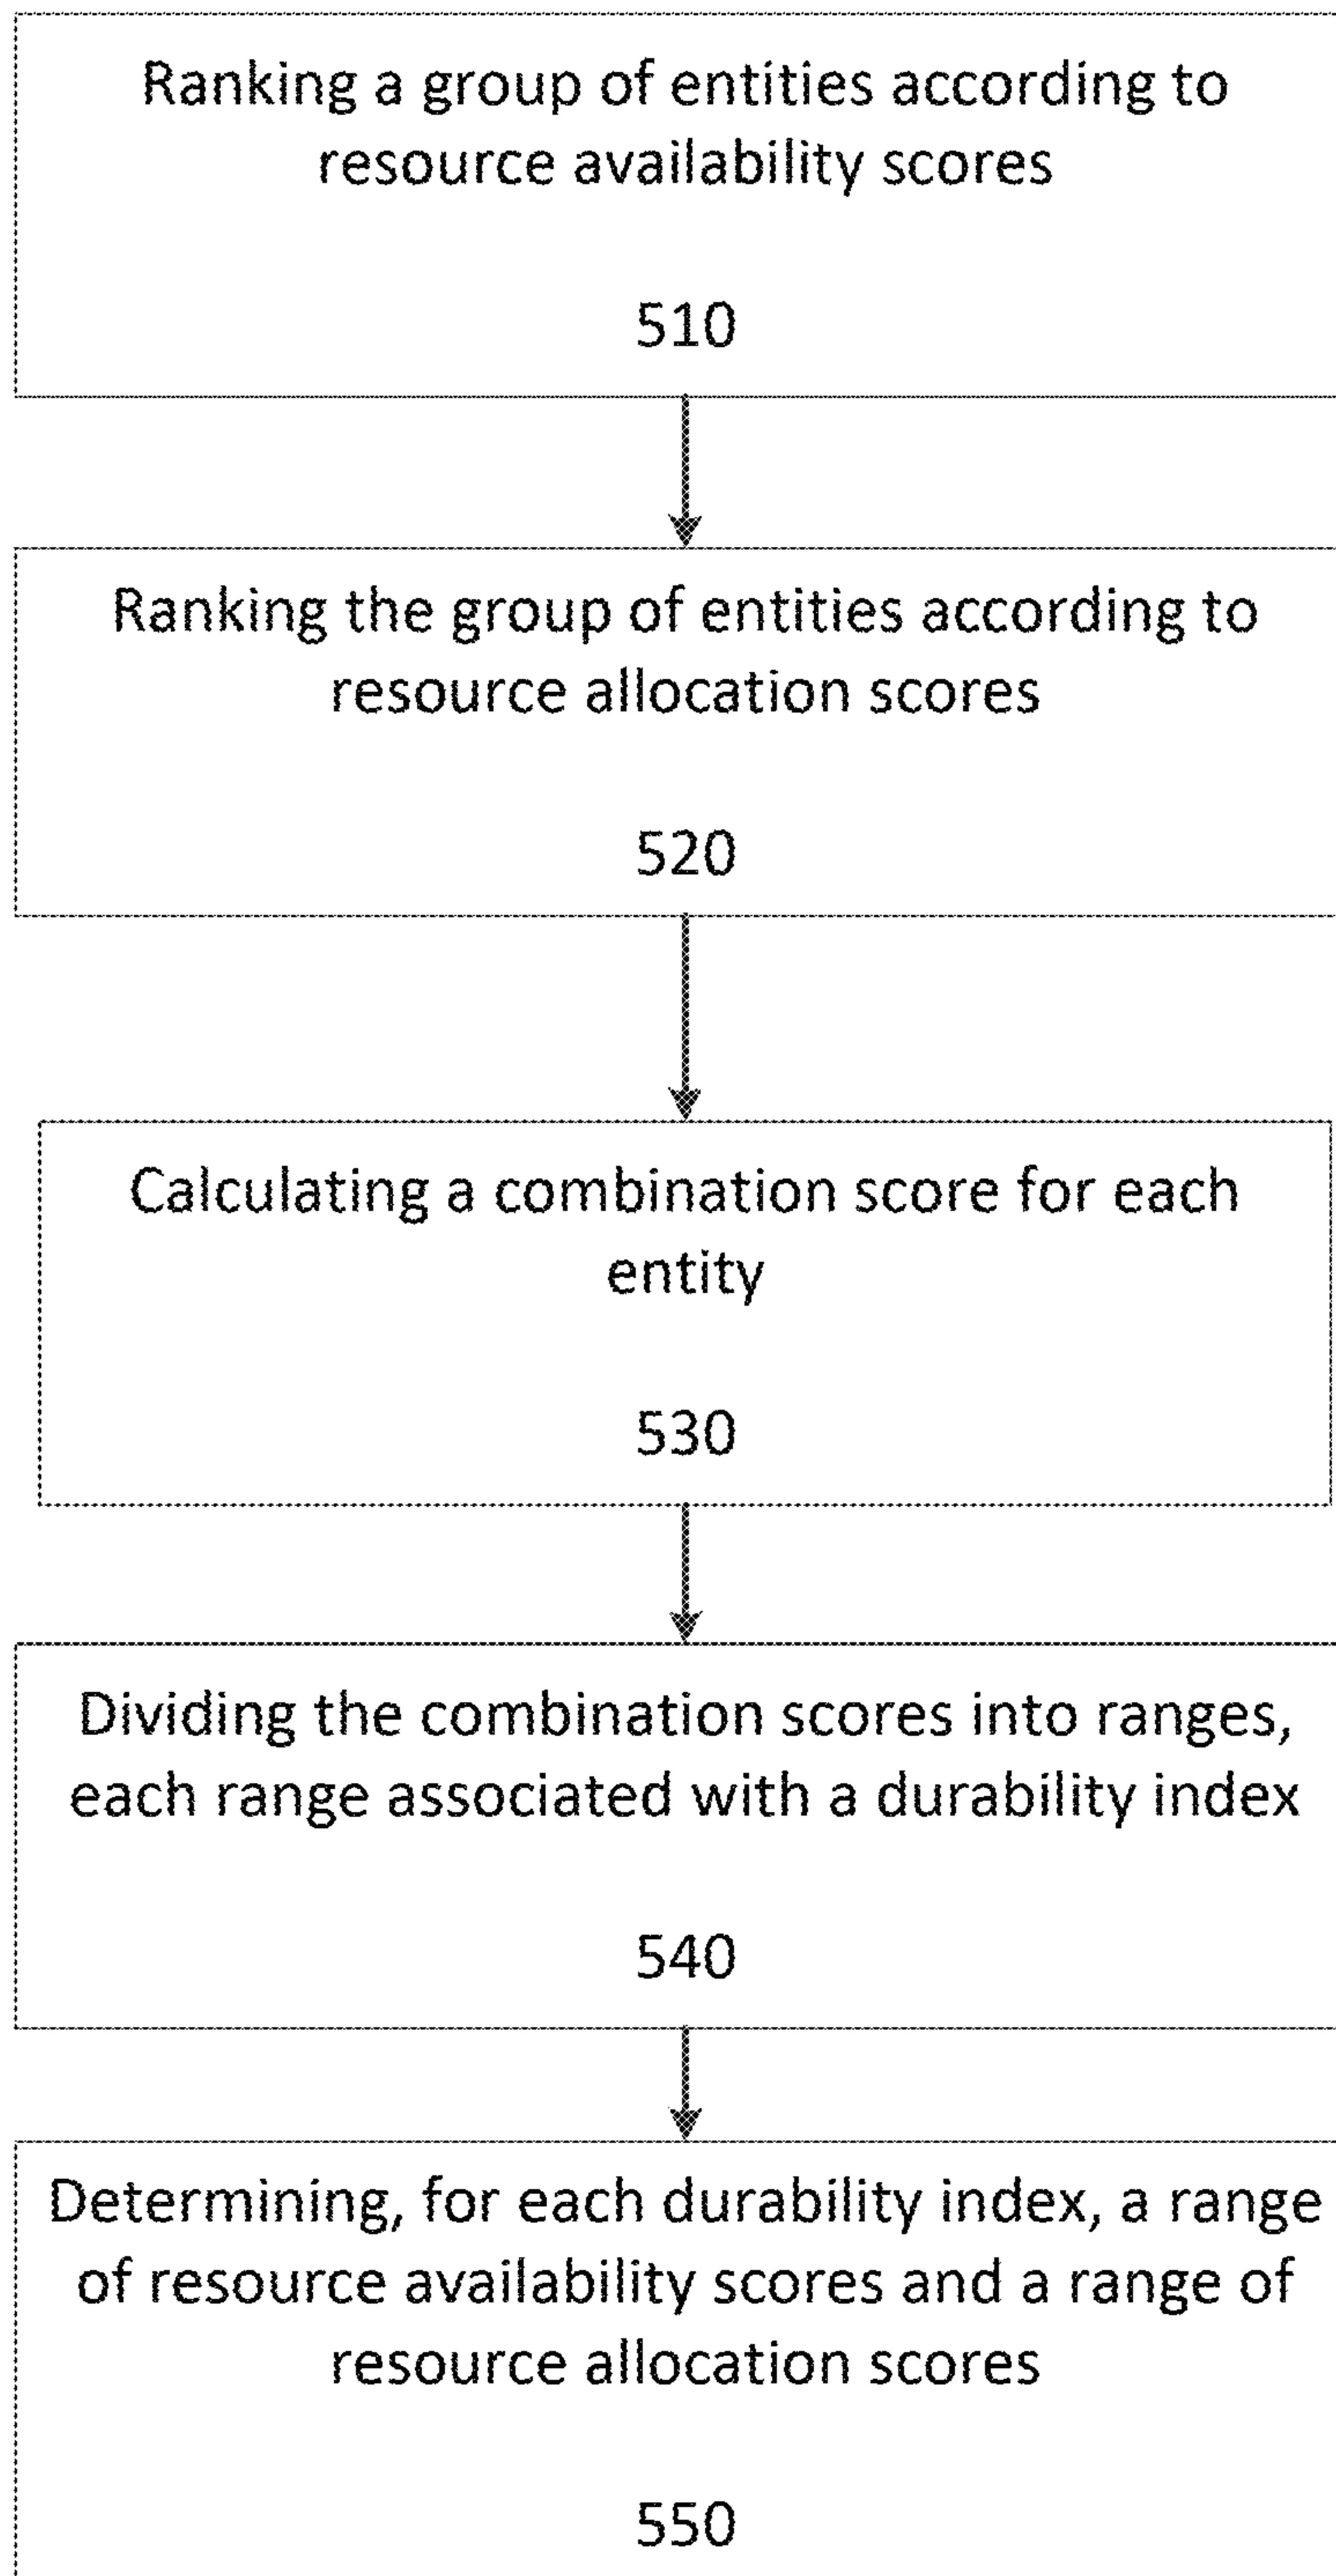 Ranking a group of entities according to
resource availability scores
510
Ranking the group of entities according to
resource allocation scores
520
Calculating a combination score for each
entity
530
Dividing the combination scores into ranges,
each range associated with a durability index
540
Determining, for each durability index, a range
of resource availability scores and a range of
resource allocation scores
550